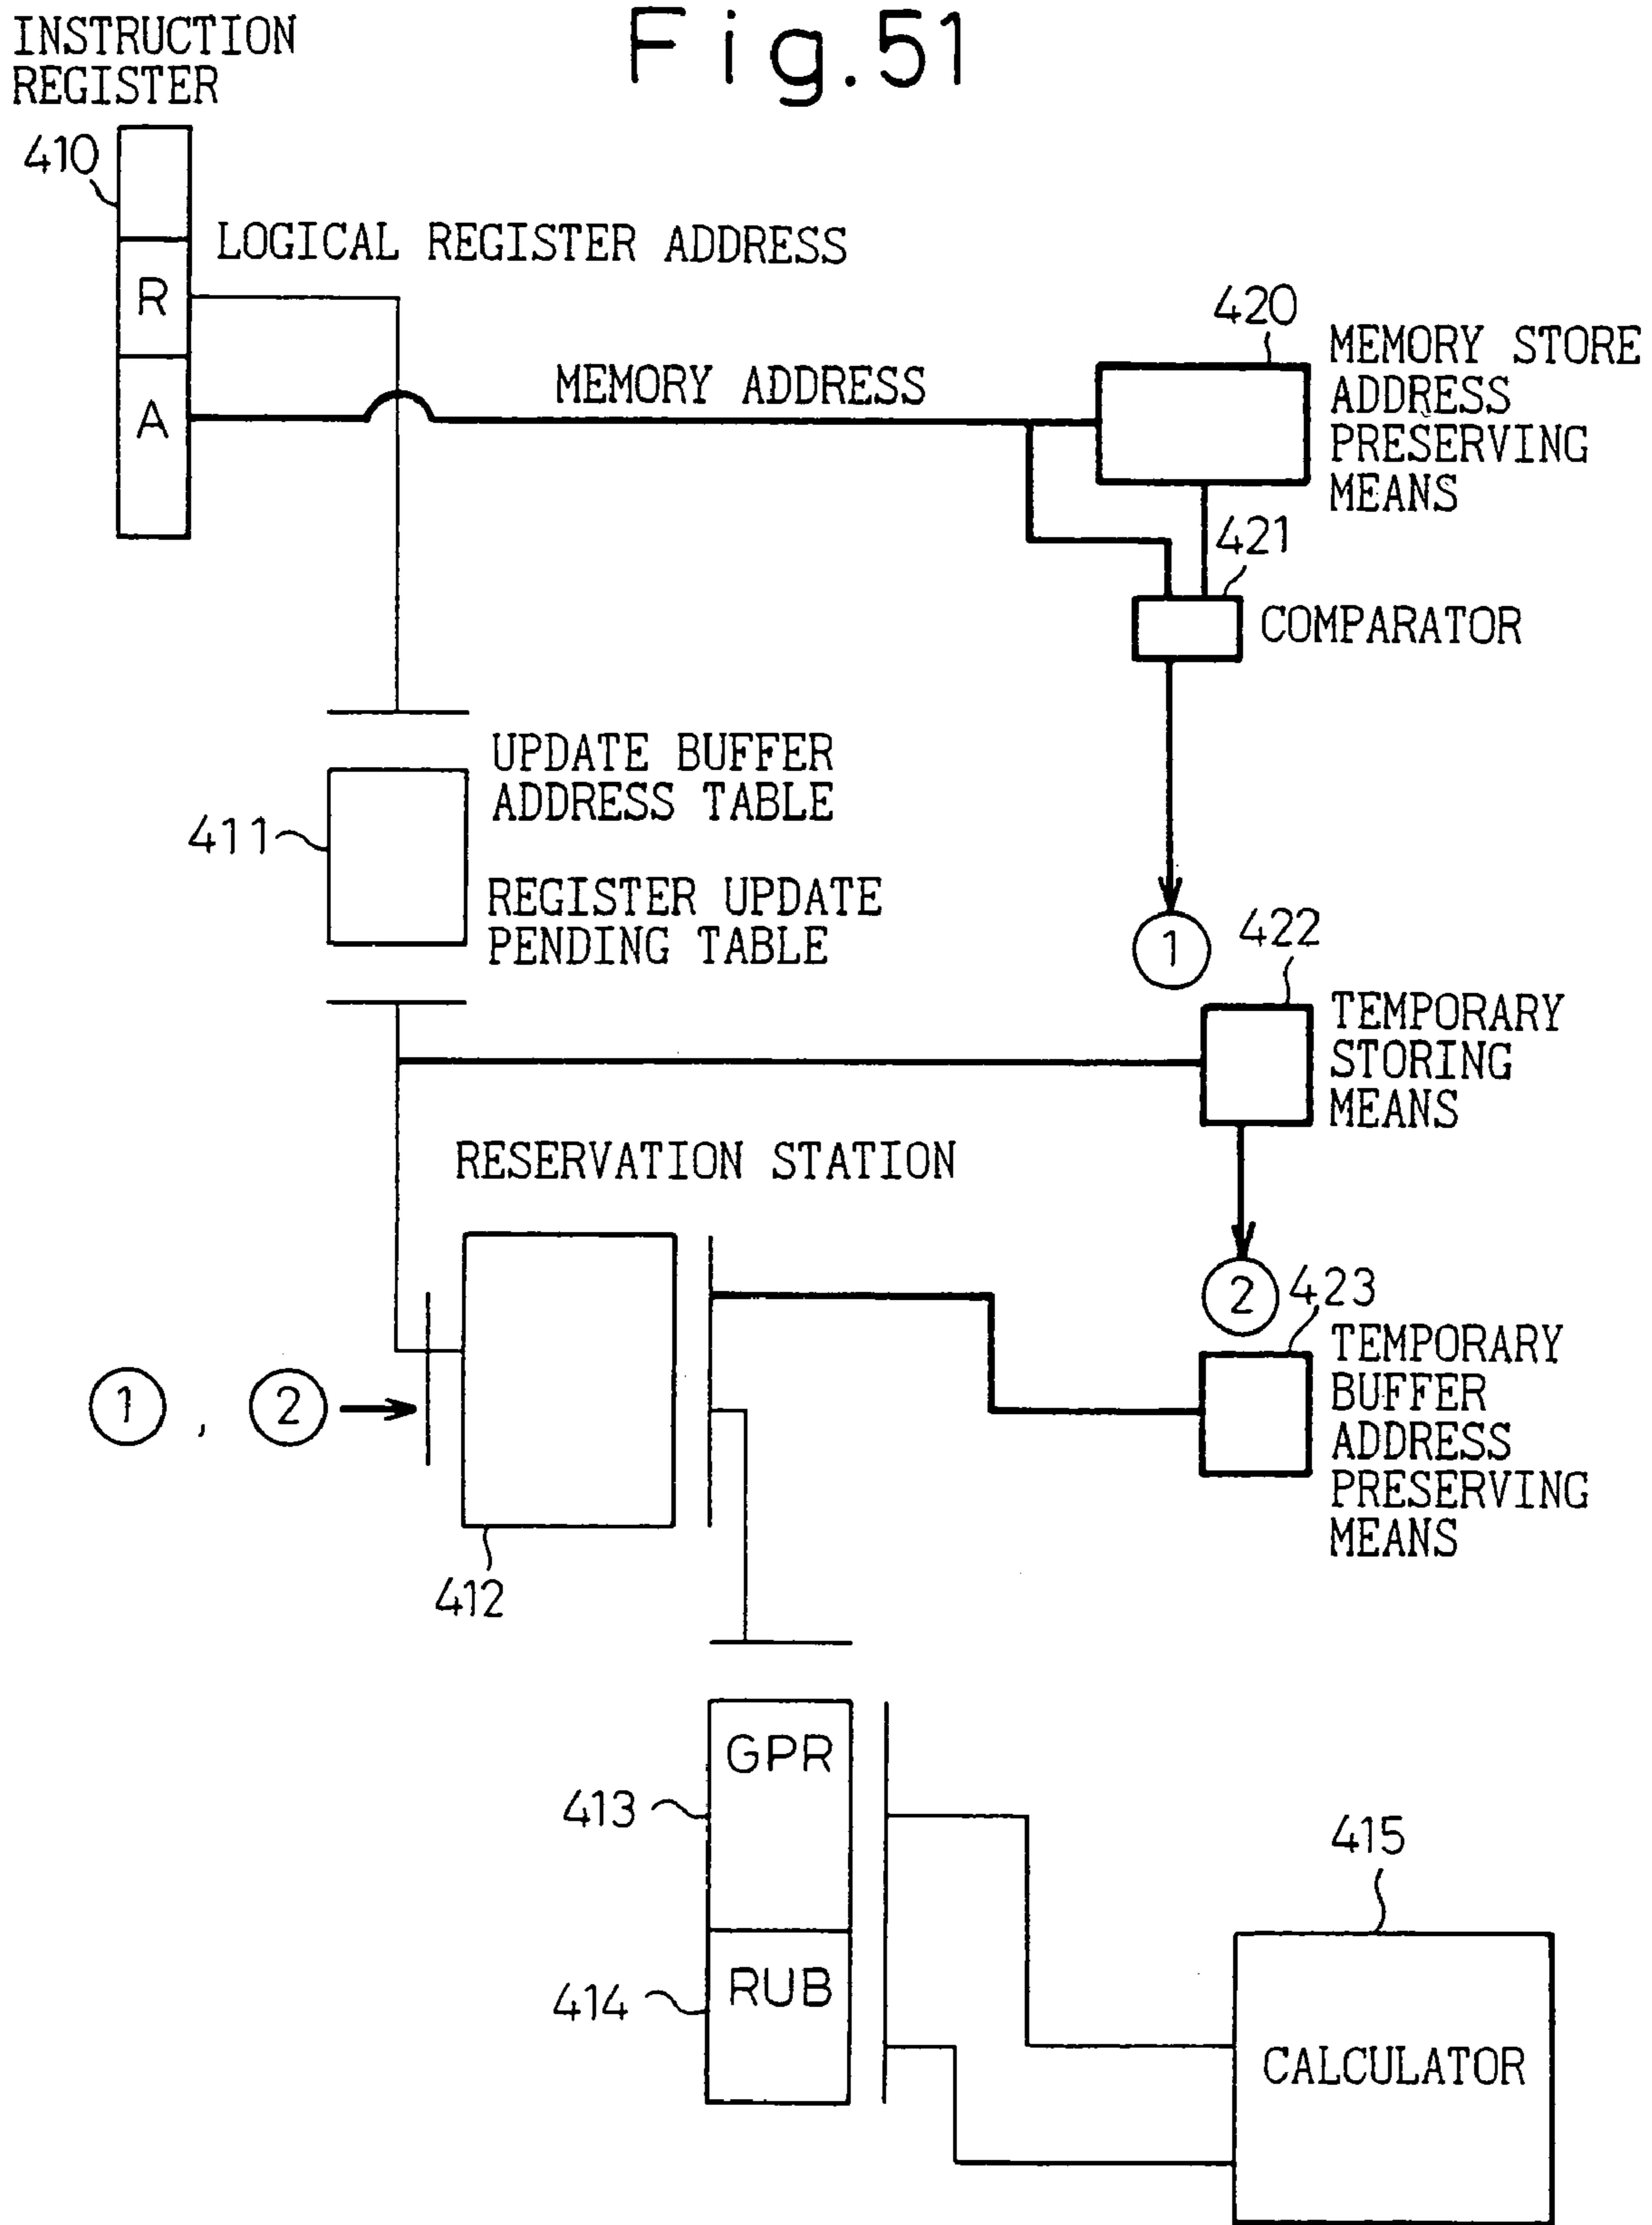 Fig.51
INSTRUCTION
REGISTER
410
R
A
LOGICAL REGISTER ADDRESS
MEMORY ADDRESS
420
MEMORY STORE
ADDRESS
PRESERVING
MEANS
421
COMPARATOR
1
411
UPDATE BUFFER
ADDRESS TABLE
REGISTER UPDATE
PENDING TABLE
422
TEMPORARY
STORING
MEANS
2
RESERVATION STATION
1 , 2
412
423
TEMPORARY
BUFFER
ADDRESS
PRESERVING
MEANS
GPR
413
RUB
414
415
CALCULATOR